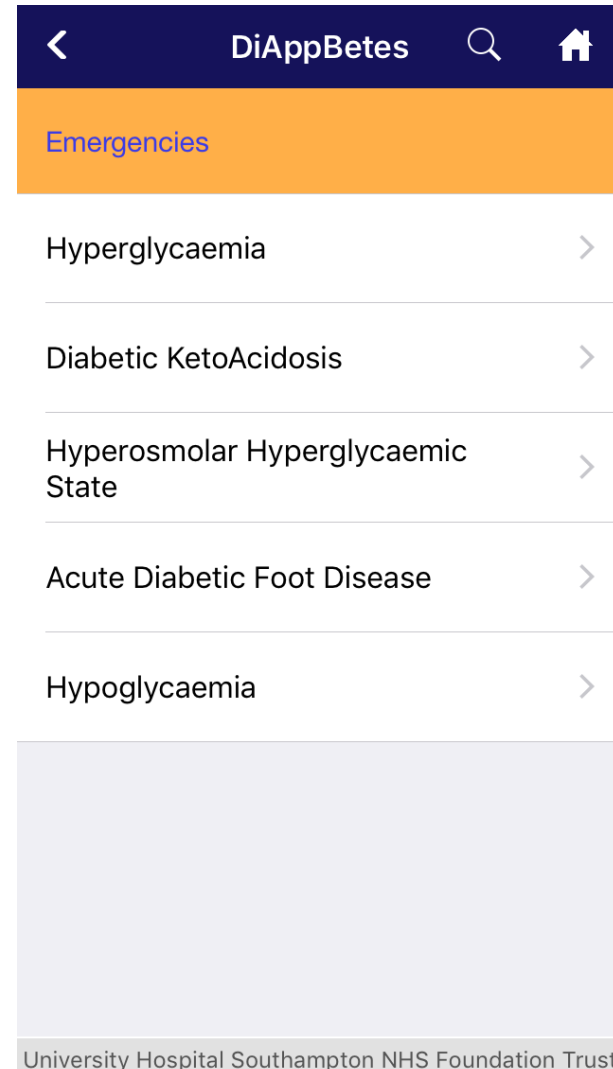 DiAppBetes
Emergencies
Hyperglycaemia
Diabetic KetoAcidosis
Hyperosmolar Hyperglycaemic
State
Acute Diabetic Foot Disease
Hypoglycaemia
University Hospital Southampton NHS Foundation Trust